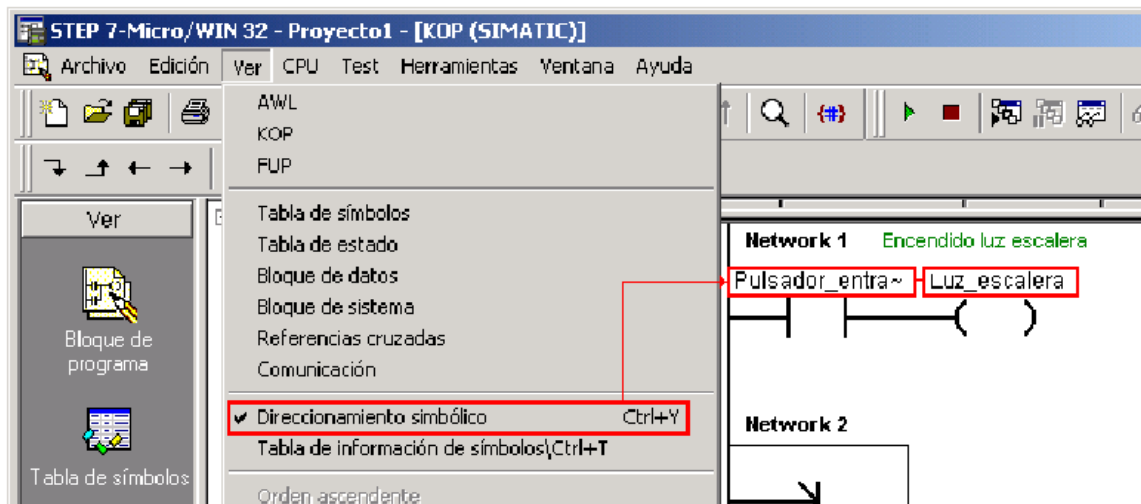 STEP 7-Micro/WIN 32 - Proyecto1 - [KOP (SIMATIC)]
Archivo Edición Ver CPU Test Herramientas Ventana Ayuda
AWL
KOP
FUP
Tabla de símbolos
Tabla de estado
Bloque de datos
Bloque de sistema
Referencias cruzadas
Comunicación
Direccionamiento simbólico Ctrl+Y
Tabla de información de símbolos\Ctrl+T
Orden ascendente
Ver
Bloque de
programa
Tabla de símbolos
Network 1 Encendido luz escalera
Pulsador_entra~ Luz_escalera
Network 2